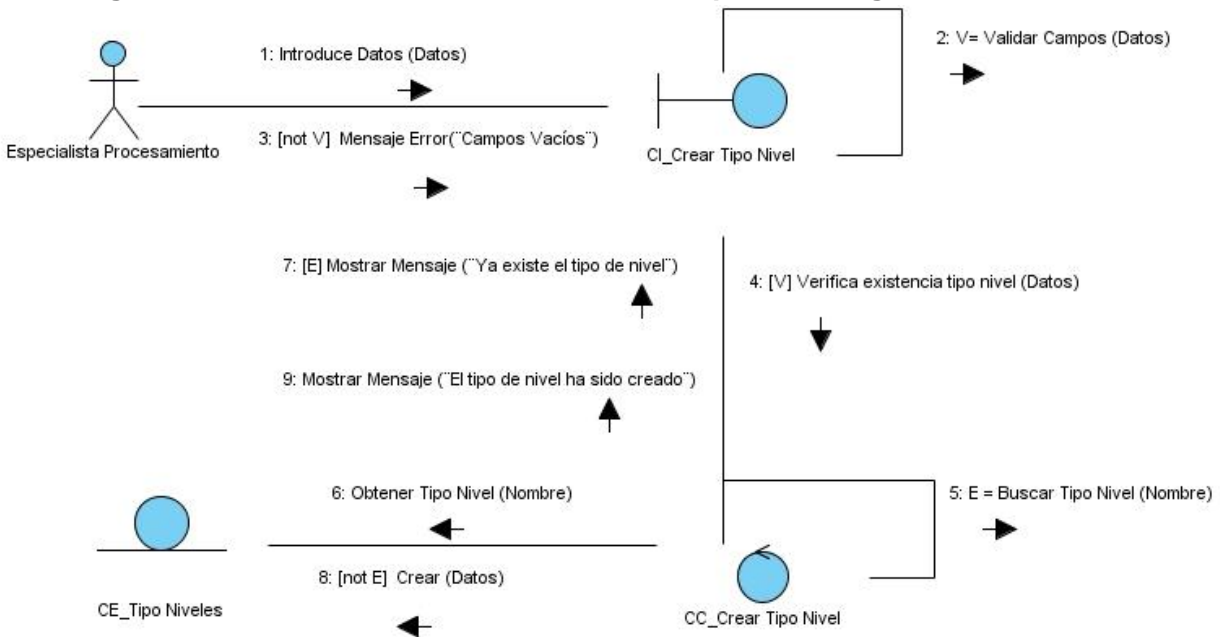 1: Introduce Datos (Datos)
2: V= Validar Campos (Datos)
3: [not V]  Mensaje Error(¨Campos Vacíos¨)
Especialista Procesamiento
CI_Crear Tipo Nivel
7: [E] Mostrar Mensaje (¨Ya existe el tipo de nivel¨)
4: [V] Verifica existencia tipo nivel (Datos)
9: Mostrar Mensaje (¨El tipo de nivel ha sido creado¨)
6: Obtener Tipo Nivel (Nombre)
5: E = Buscar Tipo Nivel (Nombre)
8: [not E]  Crear (Datos)
CE_Tipo Niveles
CC_Crear Tipo Nivel